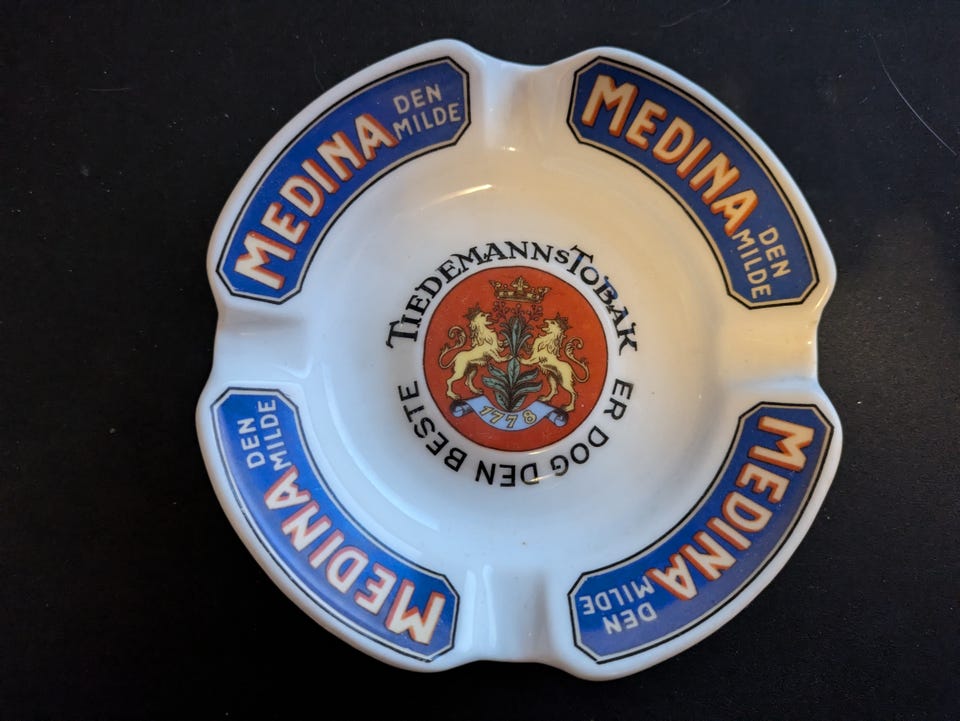 MEDINA DEN
MILDE
MEDINA DEN
MILDE
MEDINA DEN
MILDE
MEDINA DEN
MILDE
TIEDEMANNS TOBAK
ER DOG DEN BESTE
1778